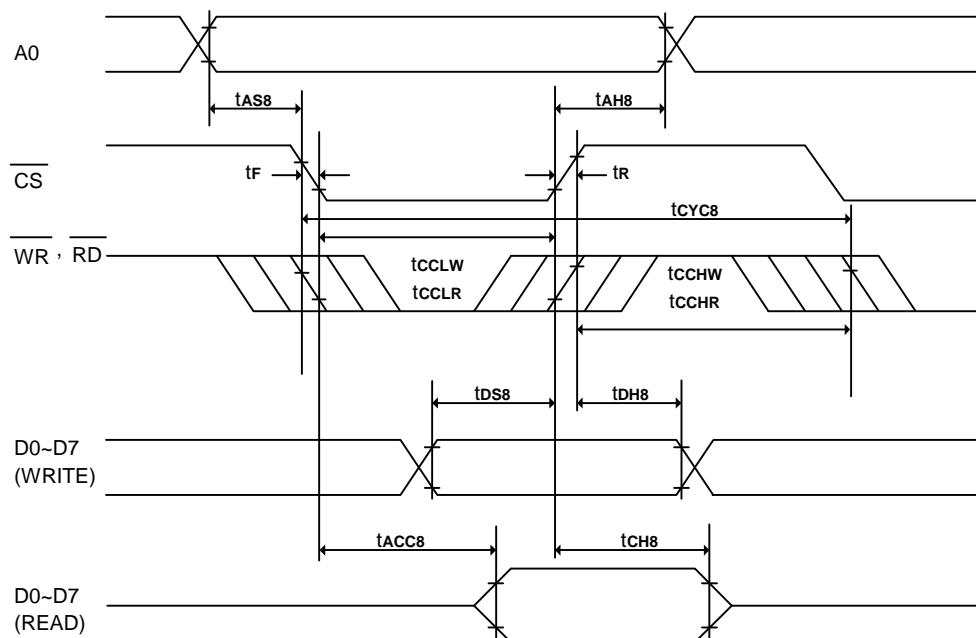 A0
tAS8
tAH8
CS
tF
tR
tCYC8
WR , RD
tCCLW
tCCLR
tCCHW
tCCHR
tDS8
tDH8
D0~D7
(WRITE)
tACC8
tCH8
D0~D7
(READ)